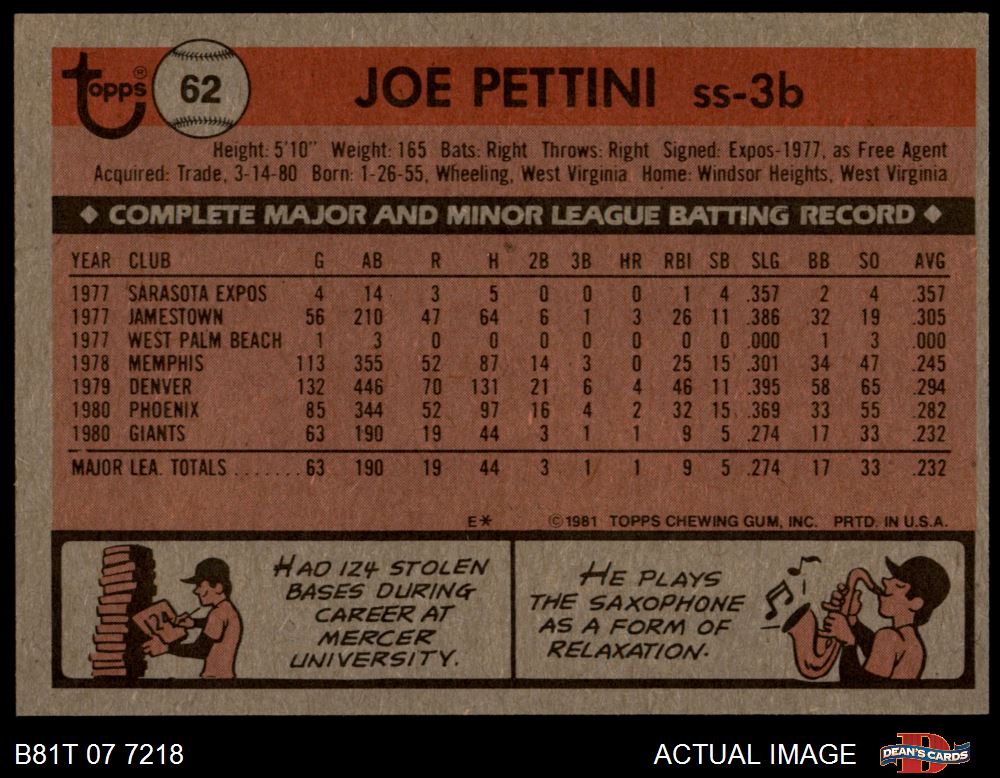 topps® 62 JOE PETTINI ss-3b
Height: 5'10" Weight: 165 Bats: Right Throws: Right Signed: Expos-1977, as Free Agent
Acquired: Trade, 3-14-80 Born: 1-26-55, Wheeling, West Virginia Home: Windsor Heights, West Virginia
◆ COMPLETE MAJOR AND MINOR LEAGUE BATTING RECORD ◆
YEAR CLUB G AB R H 2B 3B HR RBI SB SLG BB SO AVG
1977 SARASOTA EXPOS 4 14 3 5 0 0 0 1 4 .357 2 4 .357
1977 JAMESTOWN 56 210 47 64 6 1 3 26 11 .386 32 19 .305
1977 WEST PALM BEACH 1 3 0 0 0 0 0 0 0 .000 1 3 .000
1978 MEMPHIS 113 355 52 87 14 3 0 25 15 .301 34 47 .245
1979 DENVER 132 446 70 131 21 6 4 46 11 .395 58 65 .294
1980 PHOENIX 85 344 52 97 16 4 2 32 15 .369 33 55 .282
1980 GIANTS 63 190 19 44 3 1 1 9 5 .274 17 33 .232
MAJOR LEA. TOTALS ....... 63 190 19 44 3 1 1 9 5 .274 17 33 .232
E* ©1981 TOPPS CHEWING GUM, INC. PRTD. IN U.S.A.
124
HAD 124 STOLEN
BASES DURING
CAREER AT
MERCER
UNIVERSITY.
HE PLAYS
THE SAXOPHONE
AS A FORM OF
RELAXATION.
B81T 07 7218 ACTUAL IMAGE D DEAN'S CARDS